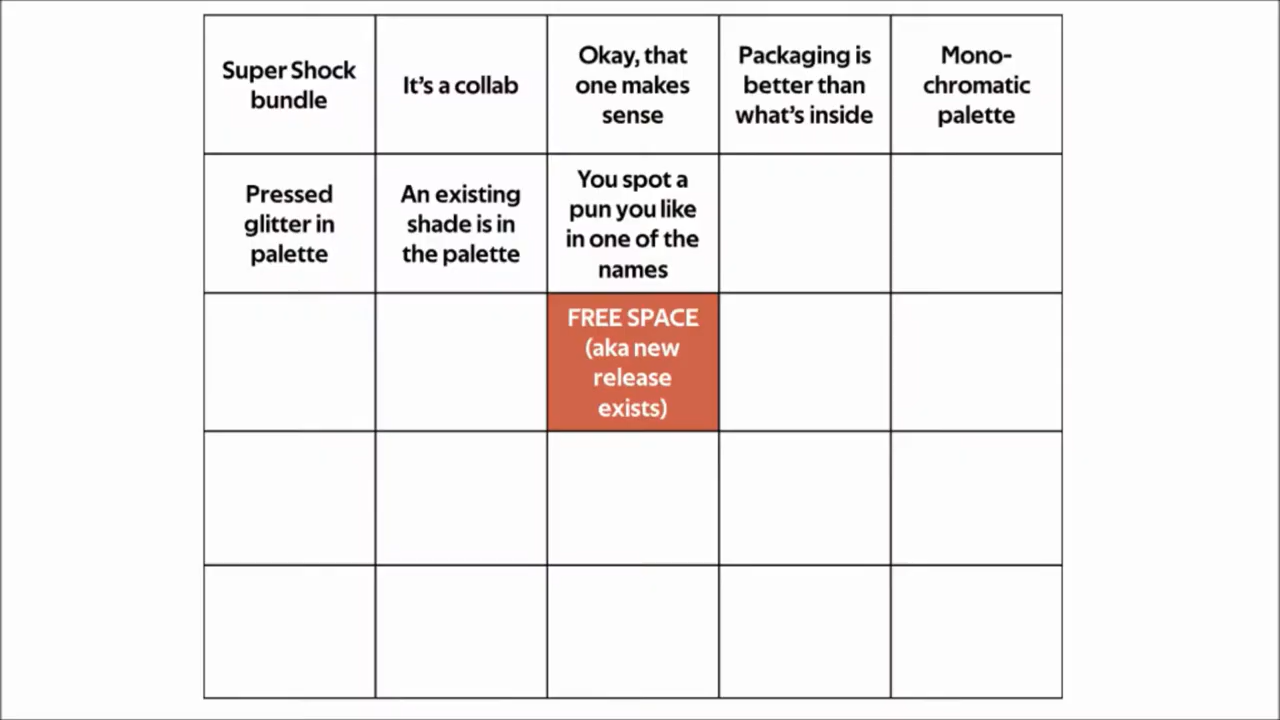 Super Shock
bundle
It's a collab
Okay, that
one makes
sense
Packaging is
better than
what's inside
Mono-
chromatic
palette
Pressed
glitter in
palette
An existing
shade is in
the palette
You spot a
pun you like
in one of the
names
FREE SPACE
(aka new
release
exists)